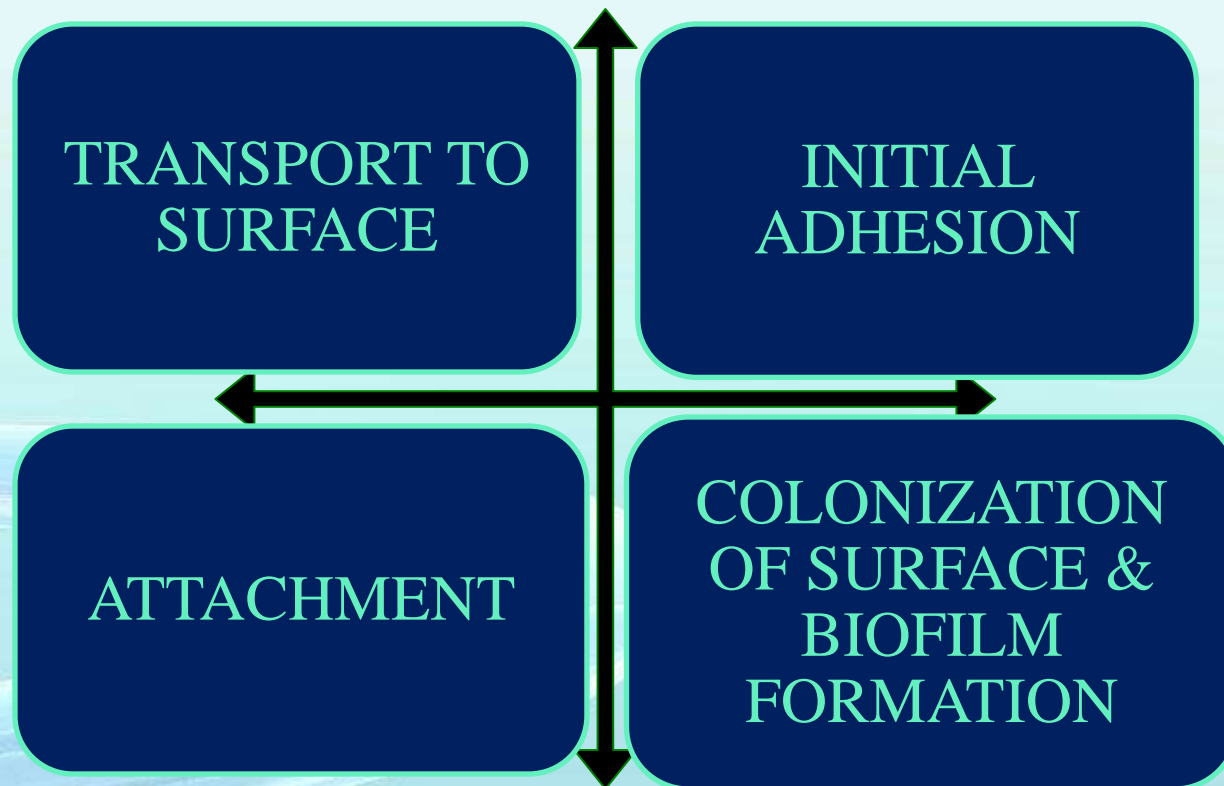 TRANSPORT TO
SURFACE
INITIAL
ADHESION
ATTACHMENT
COLONIZATION
OF SURFACE &
BIOFILM
FORMATION